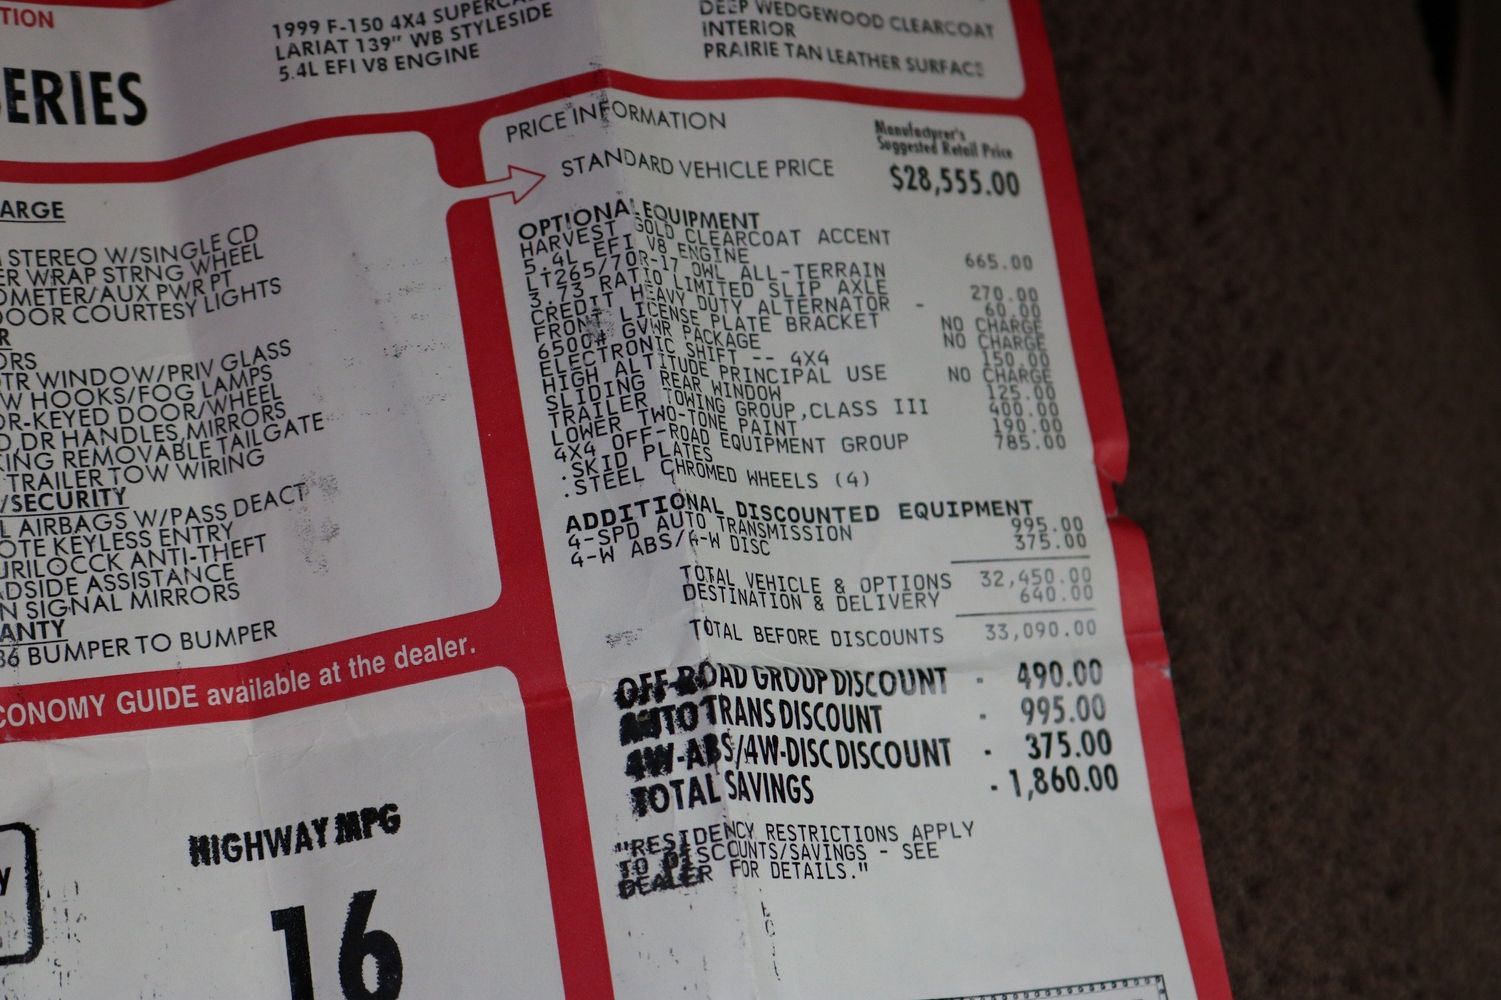 TION
1999 F-150 4X4 SUPERCA
LARIAT 139" WB STYLESIDE
5.4L EFI V8 ENGINE
DEEP WEDGEWOOD CLEARCOAT
INTERIOR
PRAIRIE TAN LEATHER SURFACE
ERIES
ARGE
STEREO W/SINGLE CD
ER WRAP STRNG WHEEL
OMETER/AUX PWR PT
OOR COURTESY LIGHTS
R
ORS
TR WINDOW/PRIV GLASS
W HOOKS/FOG LAMPS
OR-KEYED DOOR/WHEEL
D,DR HANDLES,MIRRORS
KING REMOVABLE TAILGATE
TRAILER TOW WIRING
/SECURITY
L AIRBAGS W/PASS DEACT
OTE KEYLESS ENTRY
URILOCCK ANTI-THEFT
ADSIDE ASSISTANCE
N SIGNAL MIRRORS
ANTY
36 BUMPER TO BUMPER
CONOMY GUIDE available at the dealer.
HIGHWAY MPG
16
PRICE INFORMATION
Manufacturer's
Suggested Retail Price
STANDARD VEHICLE PRICE $28,555.00
OPTIONAL EQUIPMENT
HARVEST GOLD CLEARCOAT ACCENT
5.4L EFI V8 ENGINE 665.00
LT265/70R-17 OWL ALL-TERRAIN
3.73 RATIO LIMITED SLIP AXLE 270.00
CREDIT HEAVY DUTY ALTERNATOR - 60.00
FRONT LICENSE PLATE BRACKET NO CHARGE
6500# GVWR PACKAGE NO CHARGE
ELECTRONIC SHIFT -- 4X4 150.00
HIGH ALTITUDE PRINCIPAL USE NO CHARGE
SLIDING REAR WINDOW 125.00
TRAILER TOWING GROUP,CLASS III 400.00
LOWER TWO-TONE PAINT 190.00
4X4 OFF-ROAD EQUIPMENT GROUP 785.00
.SKID PLATES
.STEEL CHROMED WHEELS (4)
ADDITIONAL DISCOUNTED EQUIPMENT
4-SPD AUTO TRANSMISSION 995.00
4-W ABS/4-W DISC 375.00
TOTAL VEHICLE & OPTIONS 32,450.00
DESTINATION & DELIVERY 640.00
TOTAL BEFORE DISCOUNTS 33,090.00
OFF-ROAD GROUP DISCOUNT - 490.00
AUTO TRANS DISCOUNT - 995.00
4W-ABS/4W-DISC DISCOUNT - 375.00
TOTAL SAVINGS - 1,860.00
"RESIDENCY RESTRICTIONS APPLY
TO DISCOUNTS/SAVINGS - SEE
DEALER FOR DETAILS."